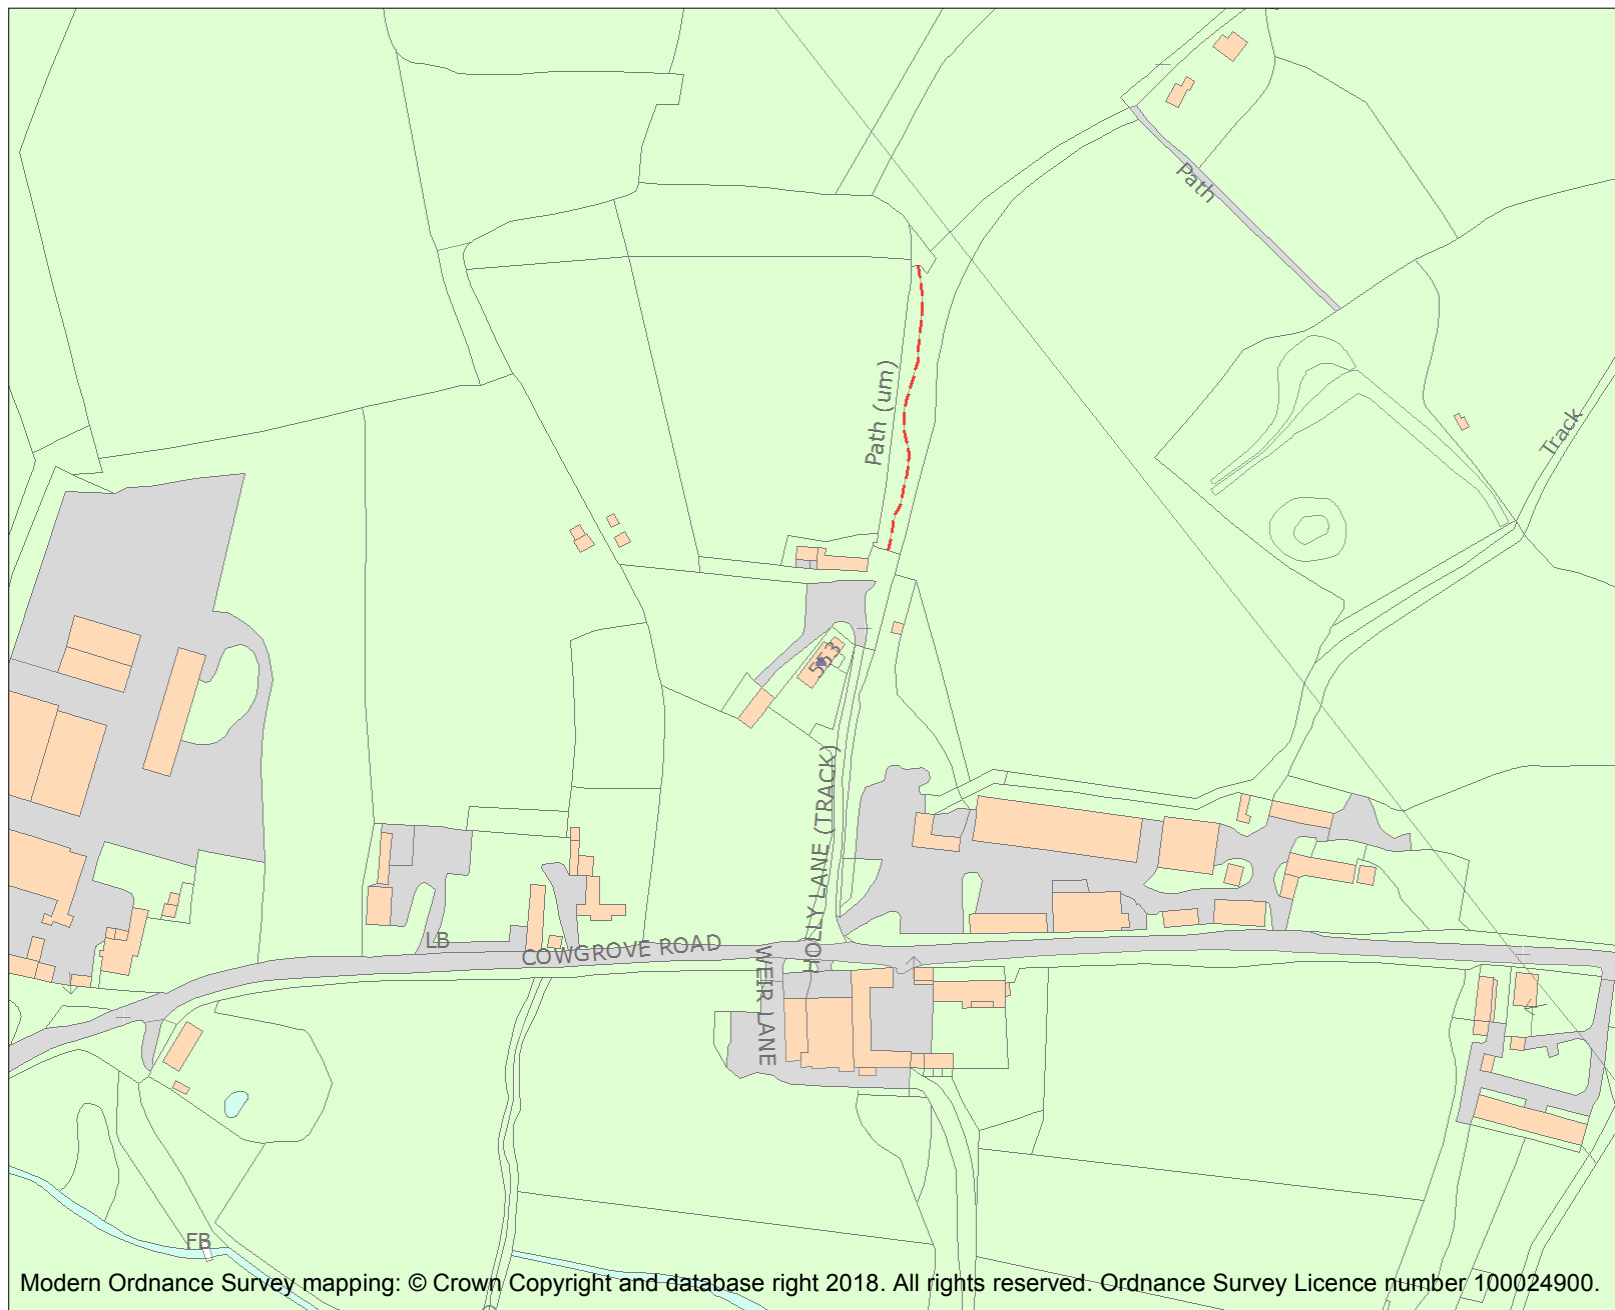 Path
Path (um)
Track
553
HOLLY LANE (TRACK)
LB
COWGROVE ROAD
WEIR LANE
FB
Modern Ordnance Survey mapping: © Crown Copyright and database right 2018. All rights reserved. Ordnance Survey Licence number 100024900.